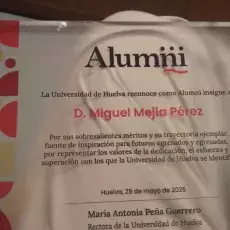 Alumni
La Universidad de Huelva reconoce como Alumni insigne a
D. Miguel Mejía Pérez
Por sus sobresalientes méritos y su trayectoria ejemplar,
fuente de inspiración para futuros egresados y egresadas,
por representar los valores de la dedicación, el esfuerzo y
superación con los que la Universidad de Huelva se identif
Huelva, 29 de mayo de 2025
María Antonia Peña Guerrero
Rectora de la Universidad de Huelva